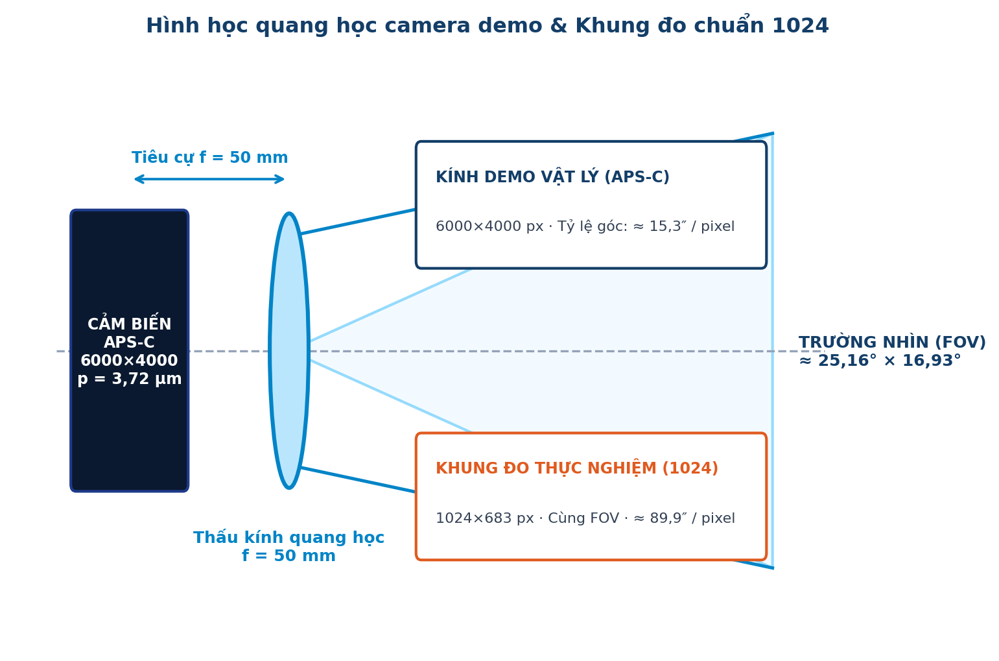 Hình học quang học camera demo & Khung đo chuẩn 1024
Tiêu cự f = 50 mm
KÍNH DEMO VẬT LÝ (APS-C)
6000×4000 px · Tỷ lệ góc: ≈ 15,3″ / pixel
CẢM BIẾN
APS-C
6000×4000
p = 3,72 µm
TRƯỜNG NHÌN (FOV)
≈ 25,16° × 16,93°
KHUNG ĐO THỰC NGHIỆM (1024)
1024×683 px · Cùng FOV · ≈ 89,9″ / pixel
Thấu kính quang học
f = 50 mm